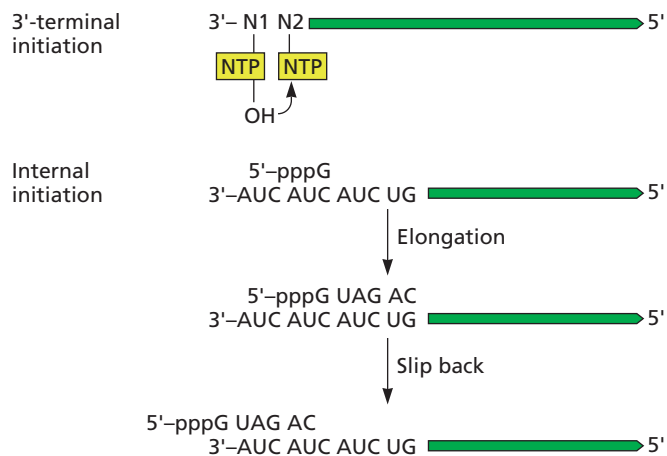 3'-terminal initiation
3'– N1 N2 5'
NTP NTP
OH
Internal initiation
5'–pppG
3'–AUC AUC AUC UG 5'
Elongation
5'–pppG UAG AC
3'–AUC AUC AUC UG 5'
Slip back
5'–pppG UAG AC
3'–AUC AUC AUC UG 5'